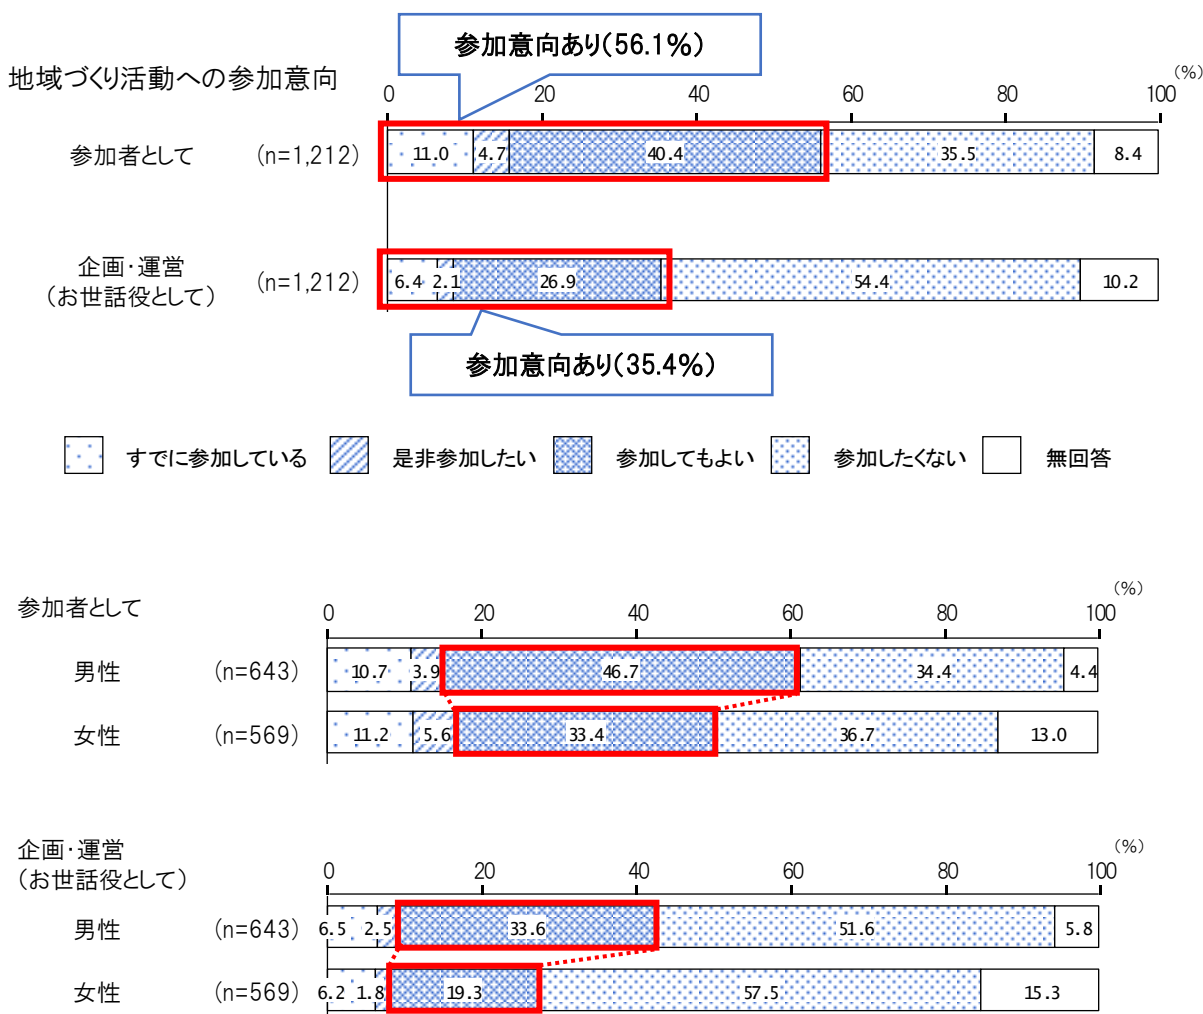 参加意向あり(56.1%)
地域づくり活動への参加意向
(%)
0 20 40 60 80 100
参加者として (n=1,212) 11.0 4.7 40.4 35.5 8.4
企画・運営
(お世話役として) (n=1,212) 6.4 2.1 26.9 54.4 10.2
参加意向あり(35.4%)
すでに参加している 是非参加したい 参加してもよい 参加したくない 無回答
(%)
参加者として 0 20 40 60 80 100
男性 (n=643) 10.7 3.9 46.7 34.4 4.4
女性 (n=569) 11.2 5.6 33.4 36.7 13.0
(%)
企画・運営
(お世話役として) 0 20 40 60 80 100
男性 (n=643) 6.5 2.5 33.6 51.6 5.8
女性 (n=569) 6.2 1.8 19.3 57.5 15.3